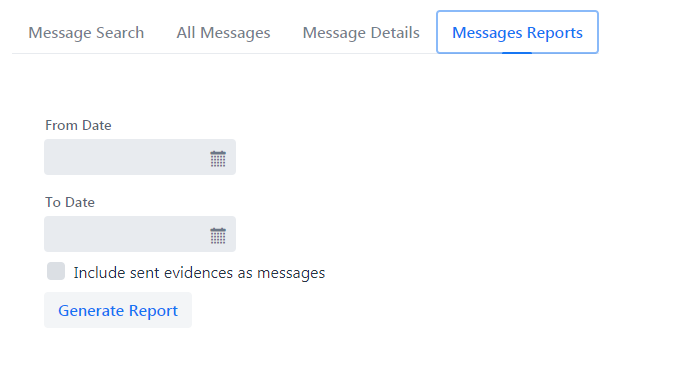 Message Search All Messages Message Details Messages Reports
From Date
To Date
Include sent evidences as messages
Generate Report